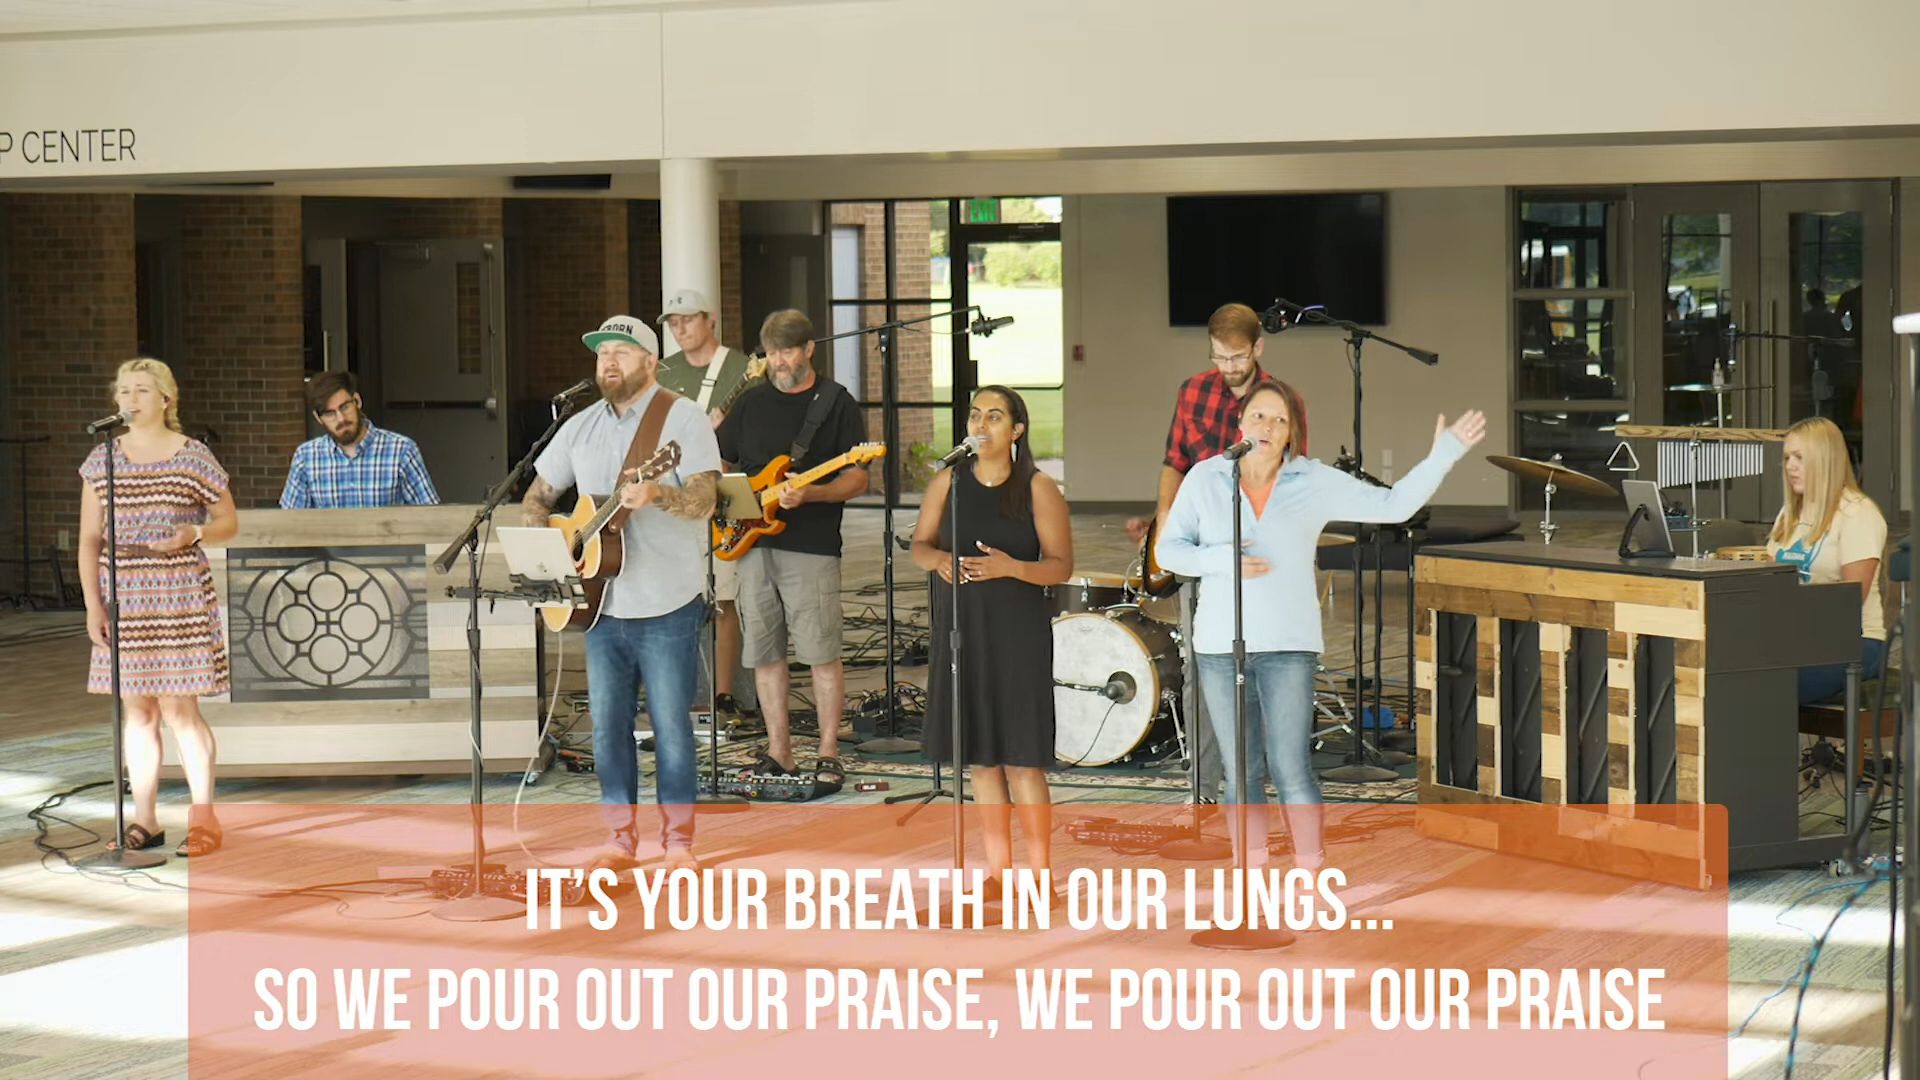 P CENTER
EXIT
IT'S YOUR BREATH IN OUR LUNGS...
SO WE POUR OUT OUR PRAISE, WE POUR OUT OUR PRAISE